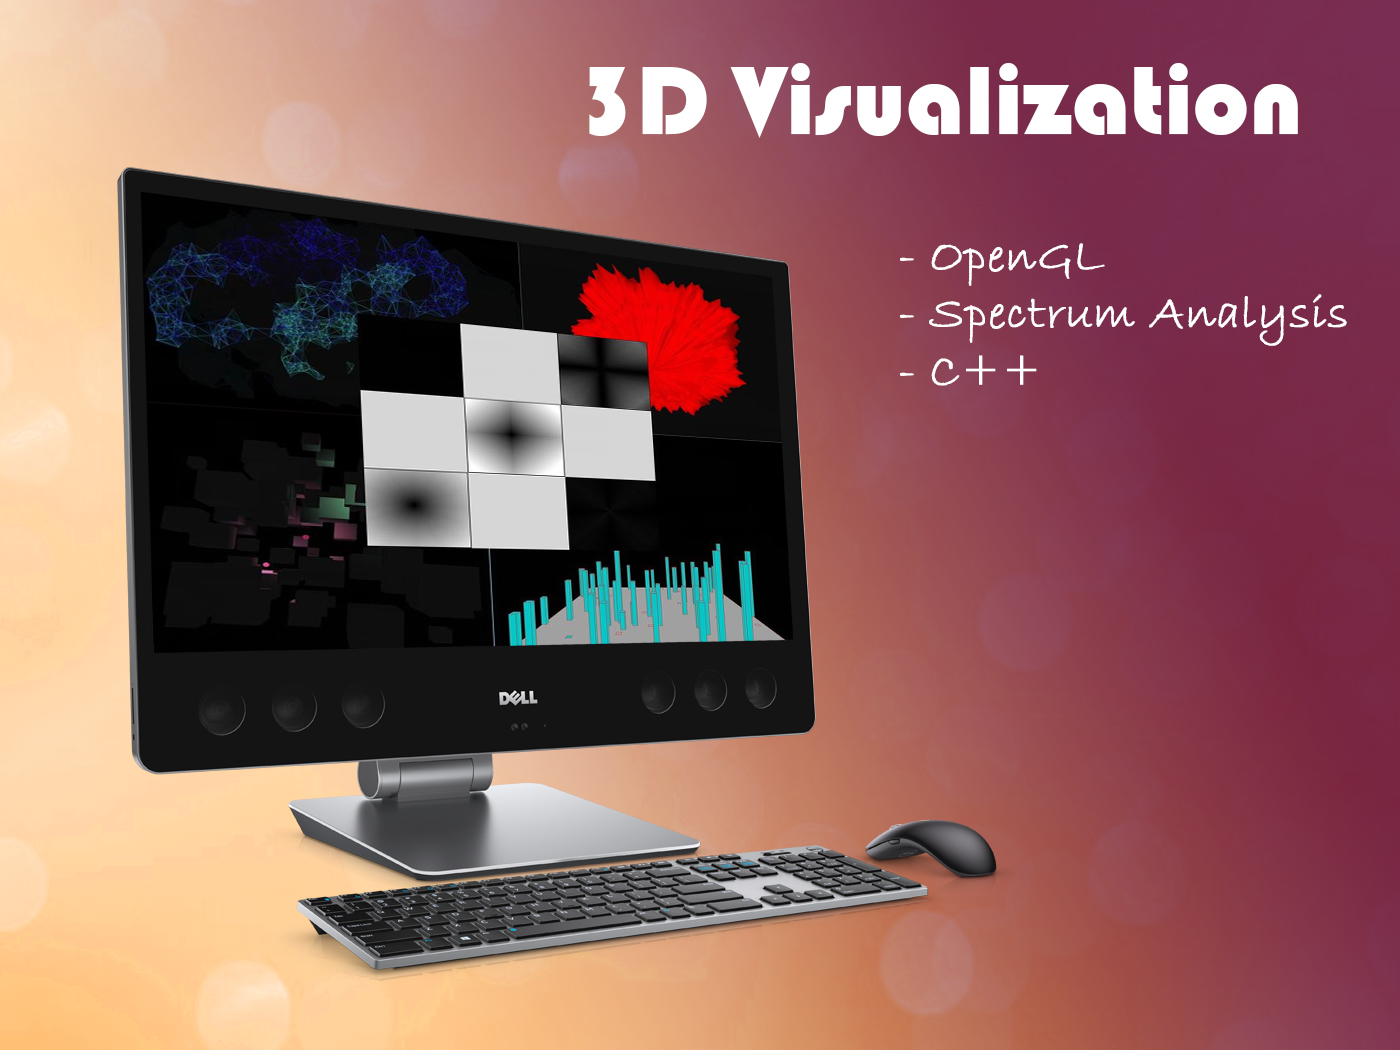 3D Visualization
- OpenGL
- Spectrum Analysis
- C++
DELL